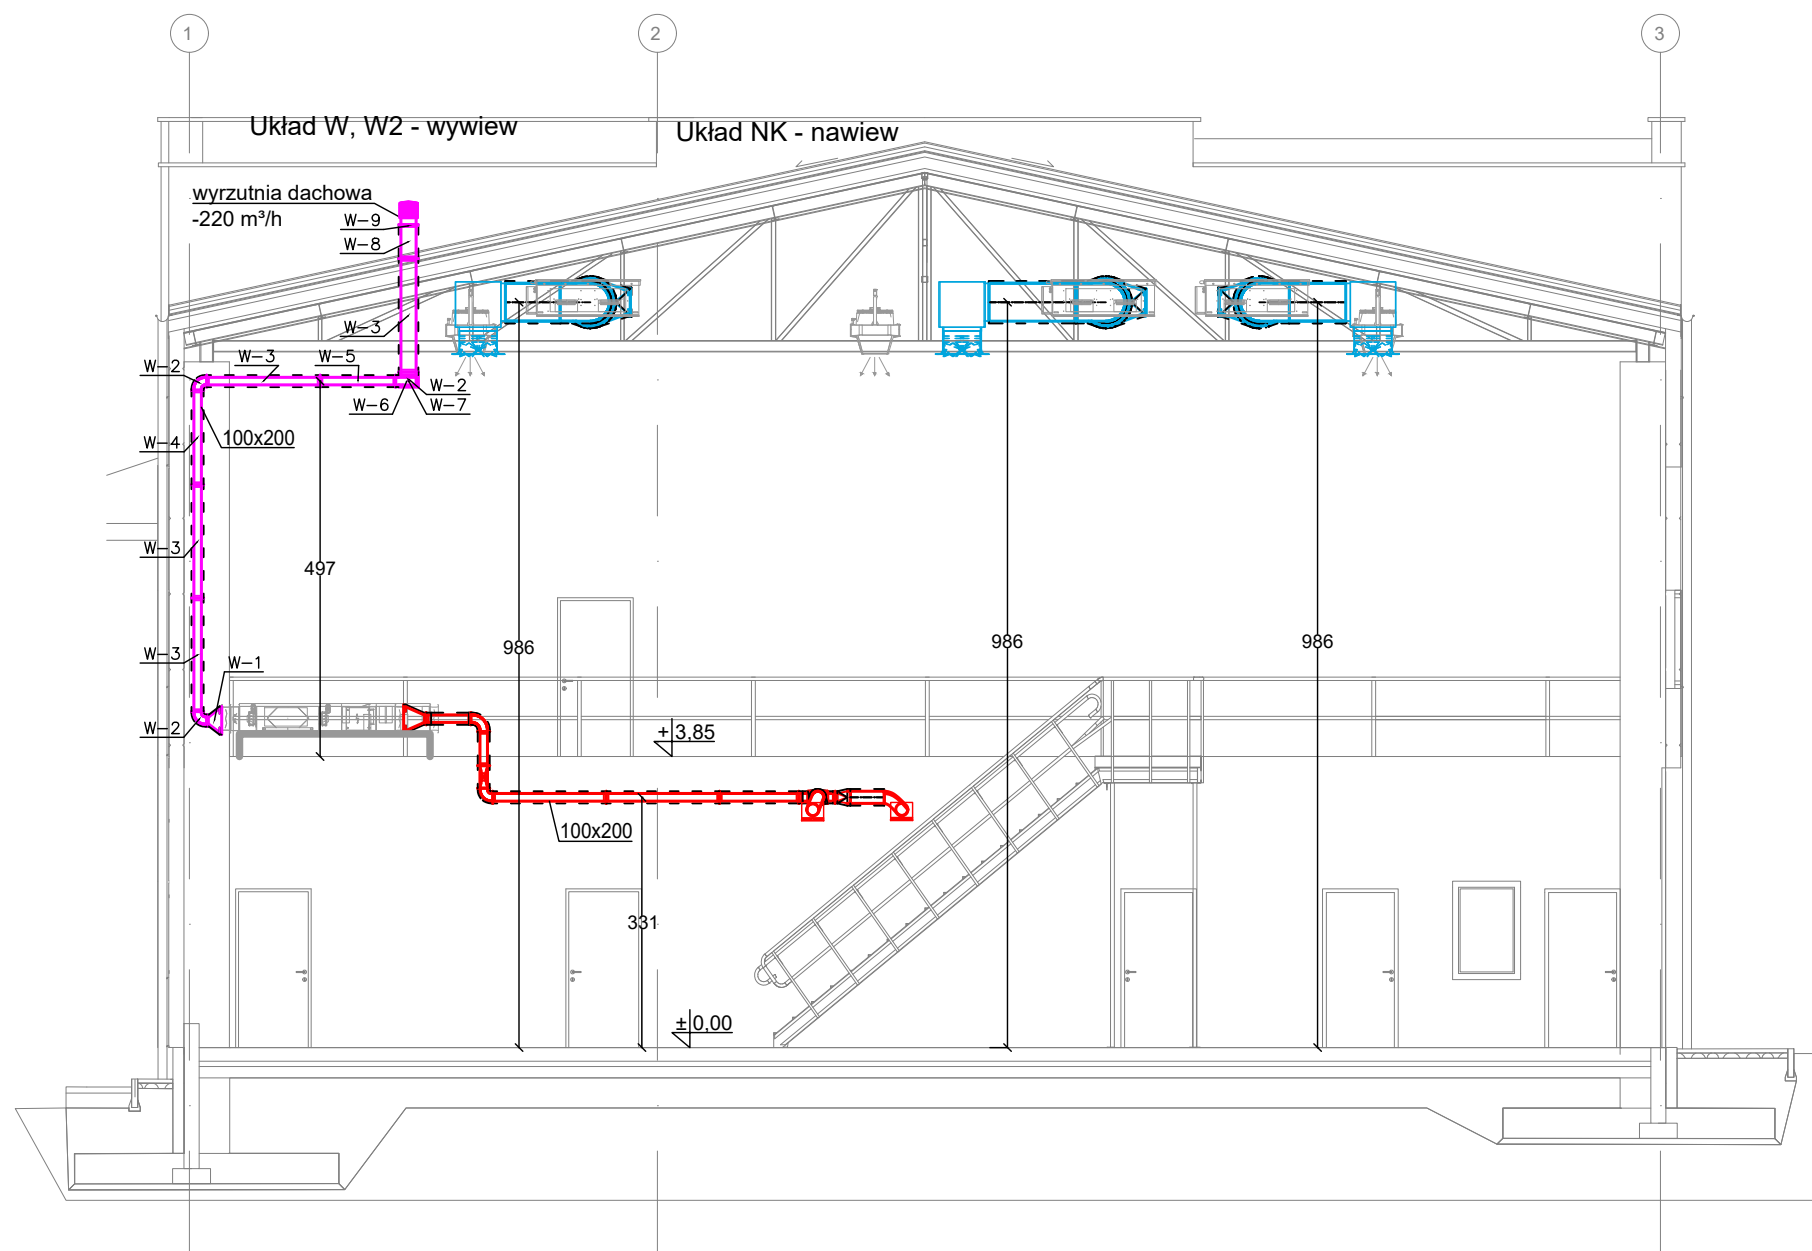 1
2
3
Układ W, W2 - wywiew
Układ NK - nawiew
wyrzutnia dachowa
-220 m³/h
W-9
W-8
W-3
W-2
W-3
W-5
W-2
W-6
W-7
W-4
100x200
W-3
497
986
986
986
W-3
W-1
W-2
+3,85
100x200
331
±0,00